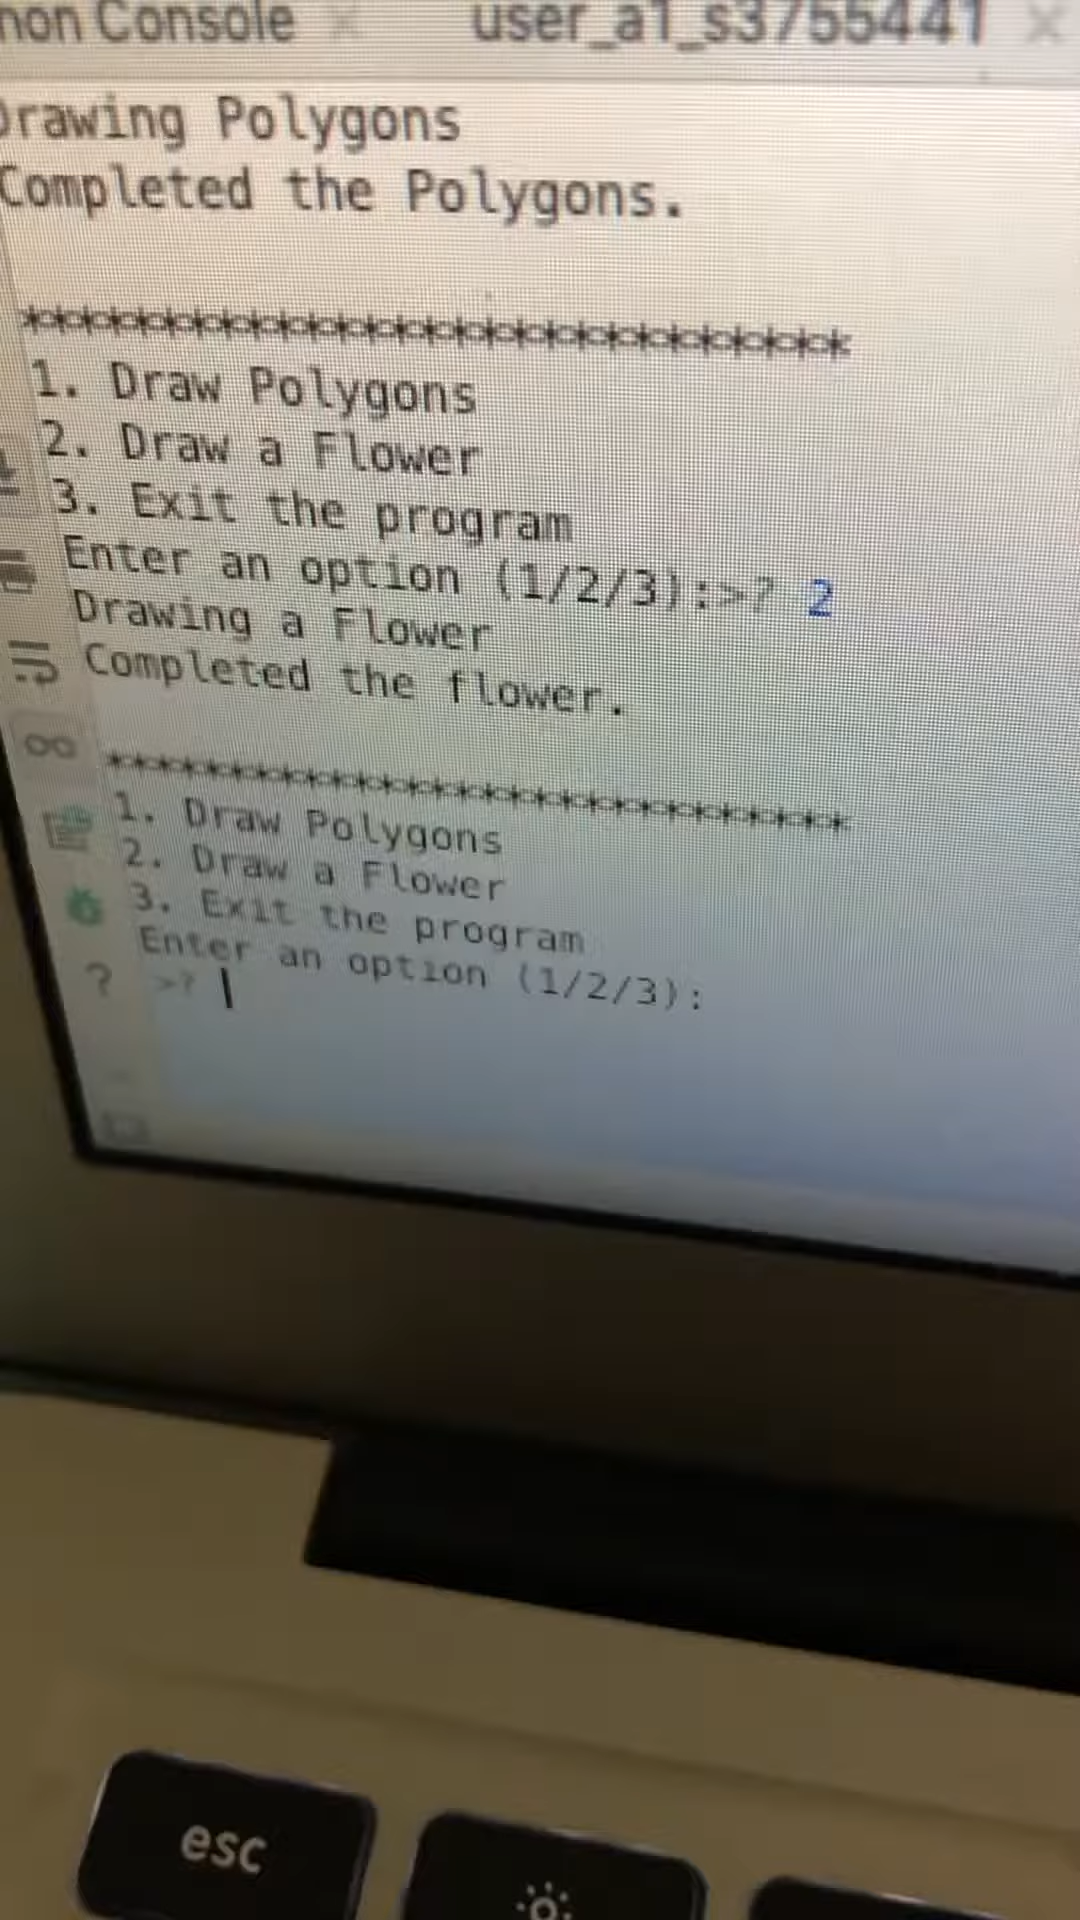 hon Console user_a1_s3755441
Drawing Polygons
Completed the Polygons.
1. Draw Polygons
2. Draw a Flower
3. Exit the program
Enter an option (1/2/3):>? 2
Drawing a Flower
Completed the flower.
1. Draw Polygons
2. Draw a Flower
3. Exit the program
Enter an option (1/2/3):
>?
esc